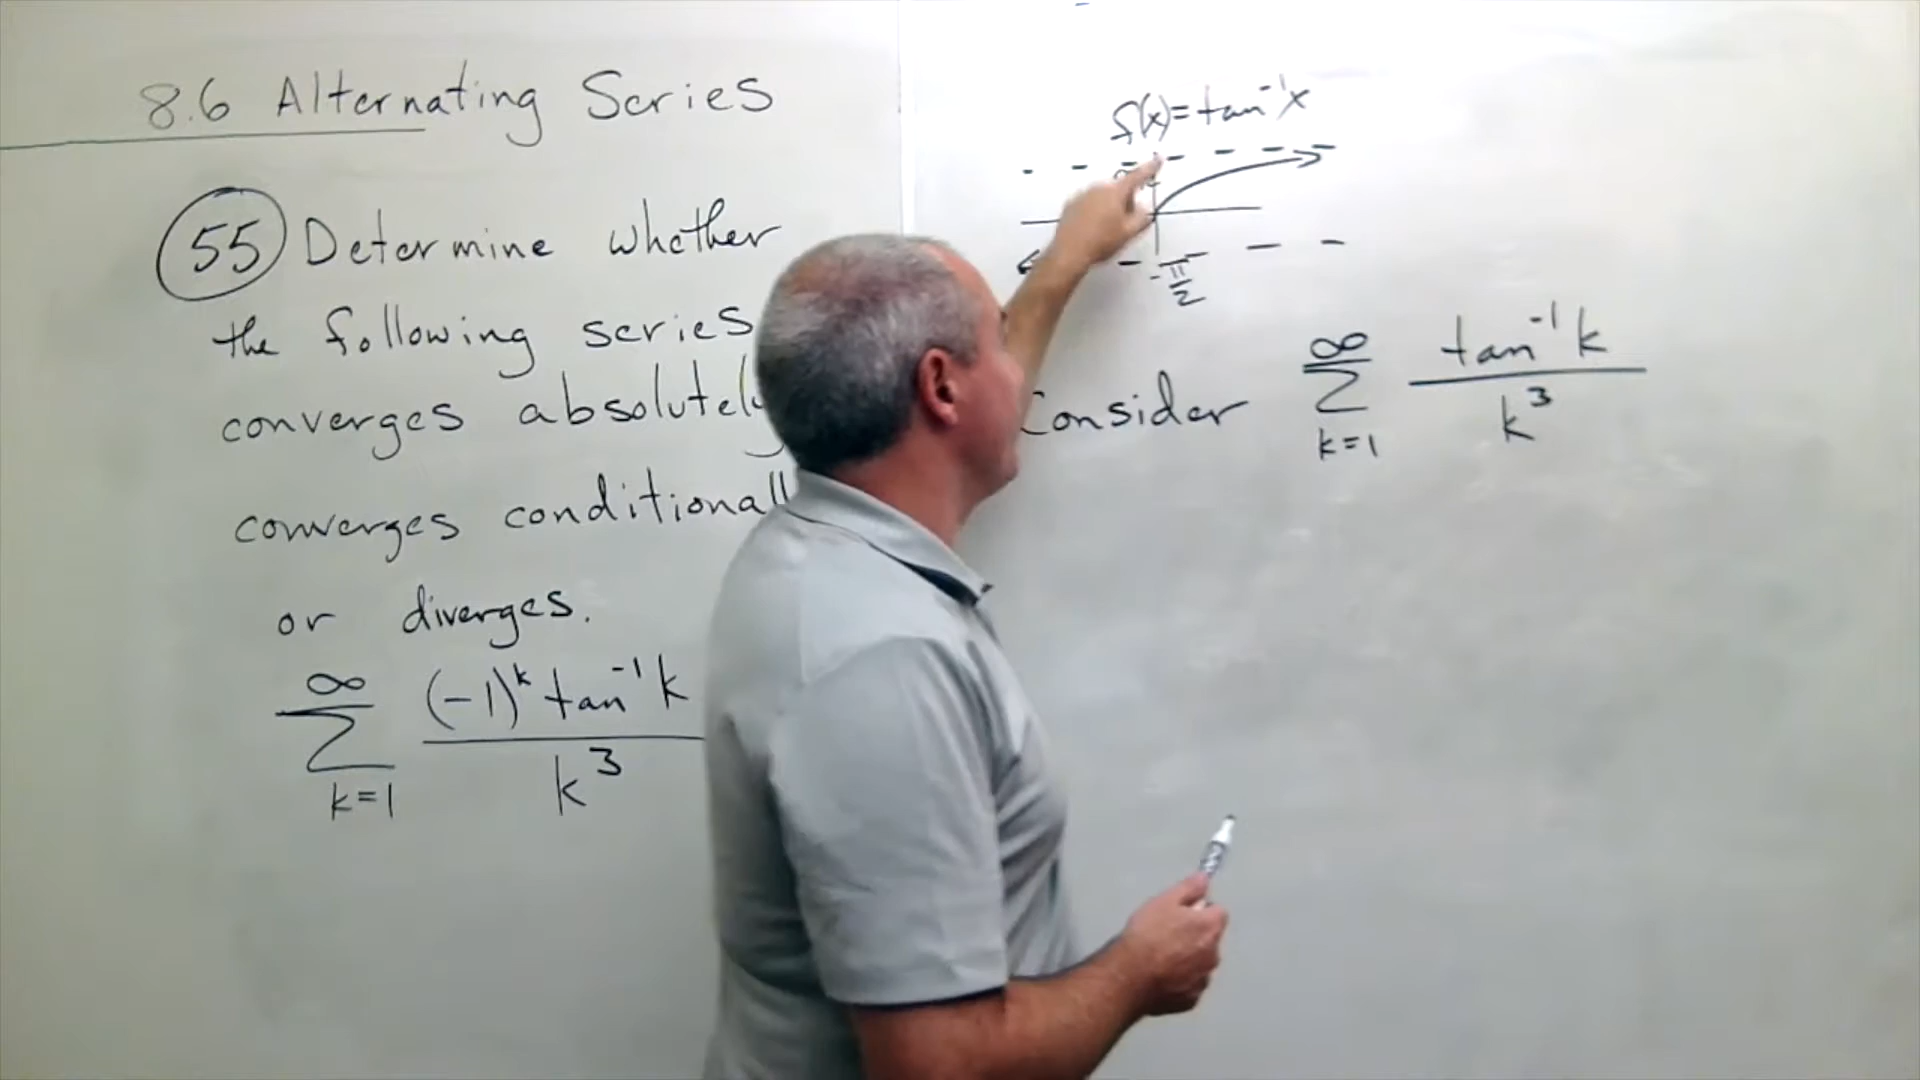 8.6 Alternating Series
55 Determine whether
the following series
converges absolutely
converges conditionall
or diverges.
∞
∑ (-1)^k tan^-1 k / k^3
k=1
f(x)=tan^-1 x
-π/2
Consider ∞
∑ tan^-1 k / k^3
k=1